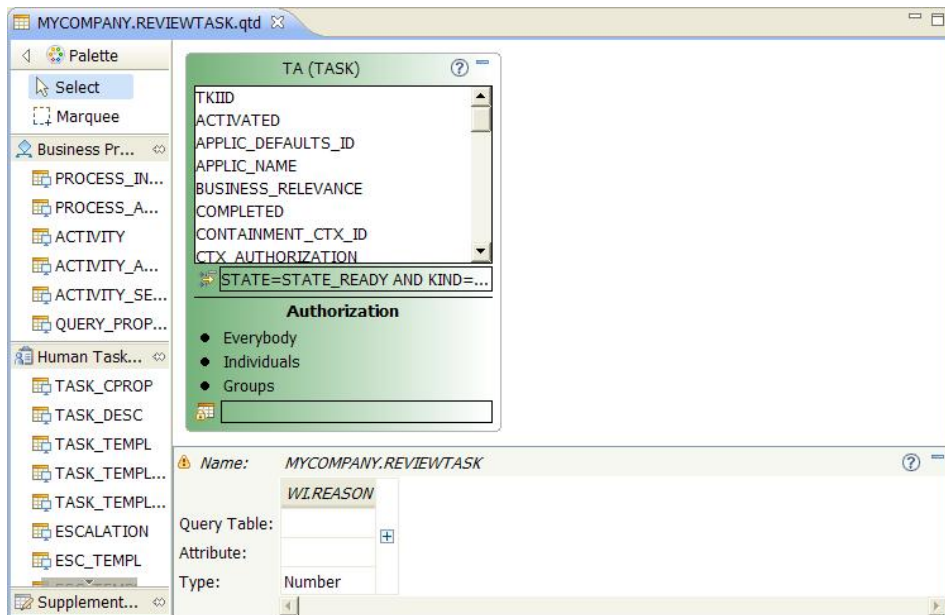 MYCOMPANY.REVIEWTASK.qtd
Palette
Select
Marquee
Business Pr...
PROCESS_IN...
PROCESS_A...
ACTIVITY
ACTIVITY_A...
ACTIVITY_SE...
QUERY_PROP...
Human Task...
TASK_CPROP
TASK_DESC
TASK_TEMPL
TASK_TEMPL...
TASK_TEMPL...
ESCALATION
ESC_TEMPL
Supplement...
TA (TASK)
TKIID
ACTIVATED
APPLIC_DEFAULTS_ID
APPLIC_NAME
BUSINESS_RELEVANCE
COMPLETED
CONTAINMENT_CTX_ID
CTX_AUTHORIZATION
STATE=STATE_READY AND KIND=...
Authorization
Everybody
Individuals
Groups
Name: MYCOMPANY.REVIEWTASK
WI.REASON
Query Table:
Attribute:
Type: Number